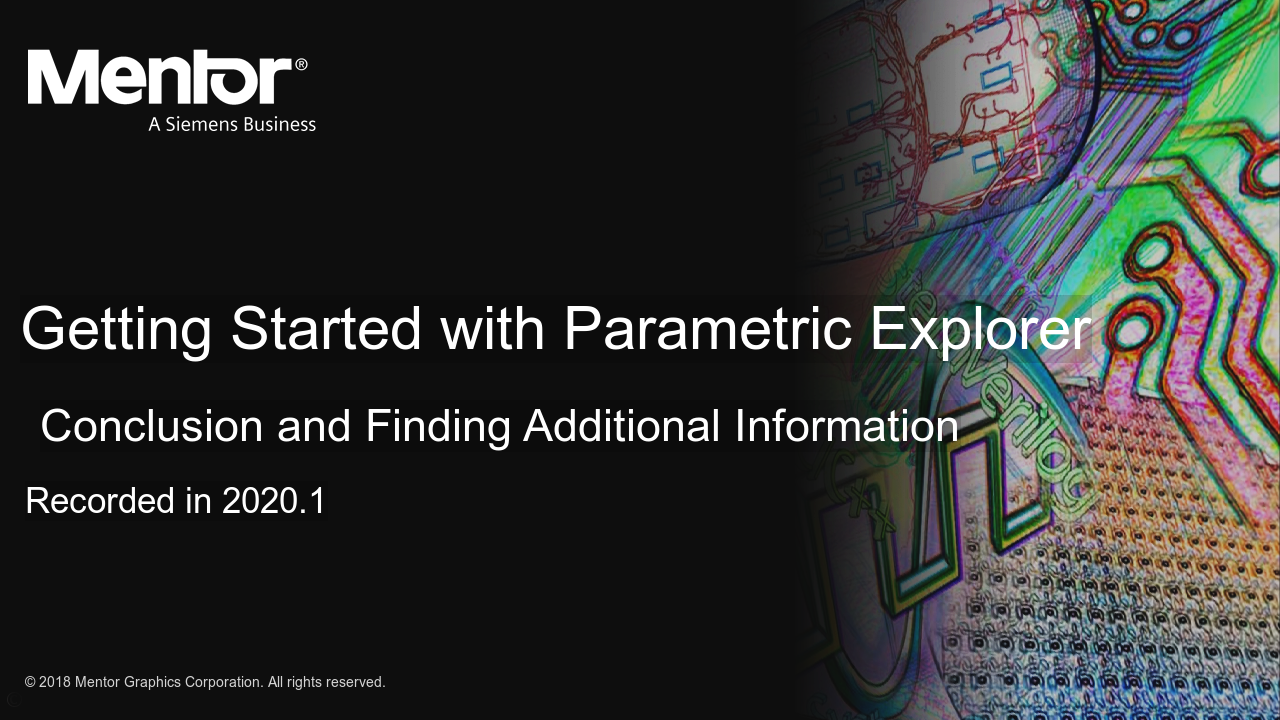 Mentor®
A Siemens Business
Getting Started with Parametric Explorer
Conclusion and Finding Additional Information
Recorded in 2020.1
Verilog
C++
© 2018 Mentor Graphics Corporation. All rights reserved.